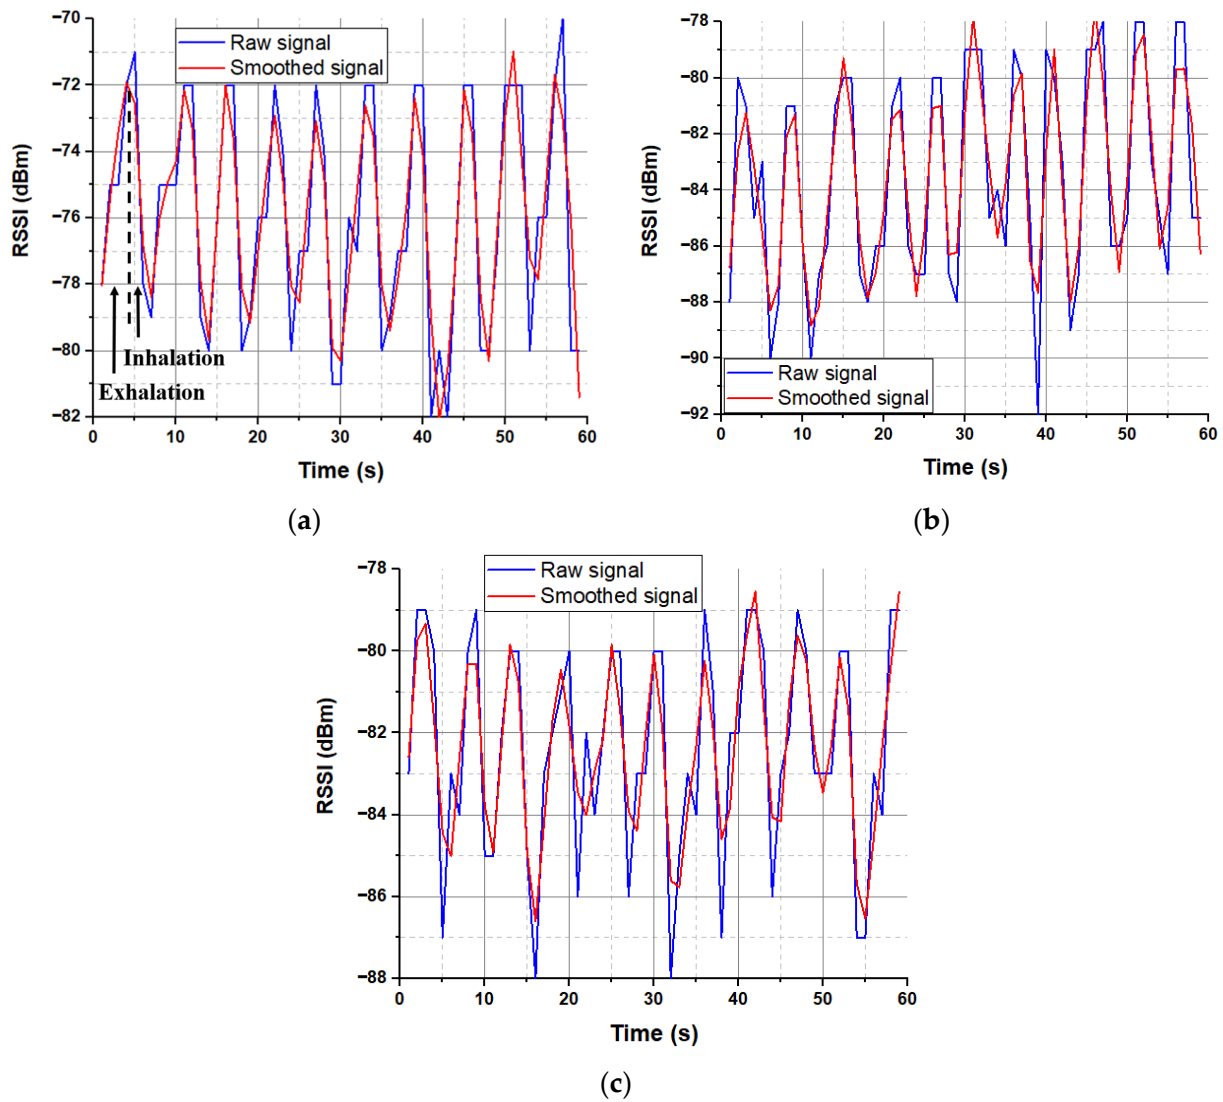 −70
−72
−74
−76
−78
−80
−82
RSSI (dBm)
Raw signal
Smoothed signal
Inhalation
Exhalation
0 10 20 30 40 50 60
Time (s)
(a)
−78
−80
−82
−84
−86
−88
−90
−92
RSSI (dBm)
Raw signal
Smoothed signal
0 10 20 30 40 50 60
Time (s)
(b)
−78
−80
−82
−84
−86
−88
RSSI (dBm)
Raw signal
Smoothed signal
0 10 20 30 40 50 60
Time (s)
(c)